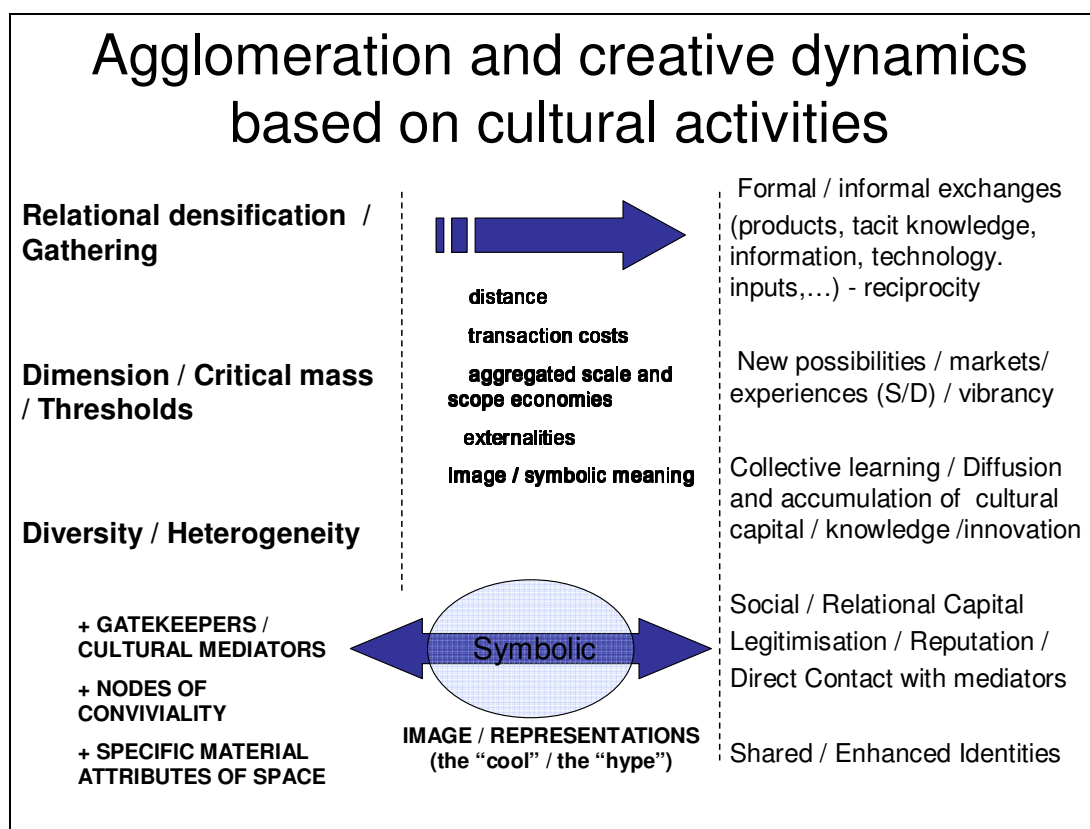 Agglomeration and creative dynamics
based on cultural activities
Relational densification /
Gathering
Dimension / Critical mass
/ Thresholds
Diversity / Heterogeneity
+ GATEKEEPERS /
CULTURAL MEDIATORS
+ NODES OF
CONVIVIALITY
+ SPECIFIC MATERIAL
ATTRIBUTES OF SPACE
distance
transaction costs
aggregated scale and
scope economies
externalities
Image / symbolic meaning
Symbolic
IMAGE / REPRESENTATIONS
(the “cool” / the “hype”)
Formal / informal exchanges
(products, tacit knowledge,
information, technology.
inputs,…) - reciprocity
New possibilities / markets/
experiences (S/D) / vibrancy
Collective learning / Diffusion
and accumulation of cultural
capital / knowledge /innovation
Social / Relational Capital
Legitimisation / Reputation /
Direct Contact with mediators
Shared / Enhanced Identities